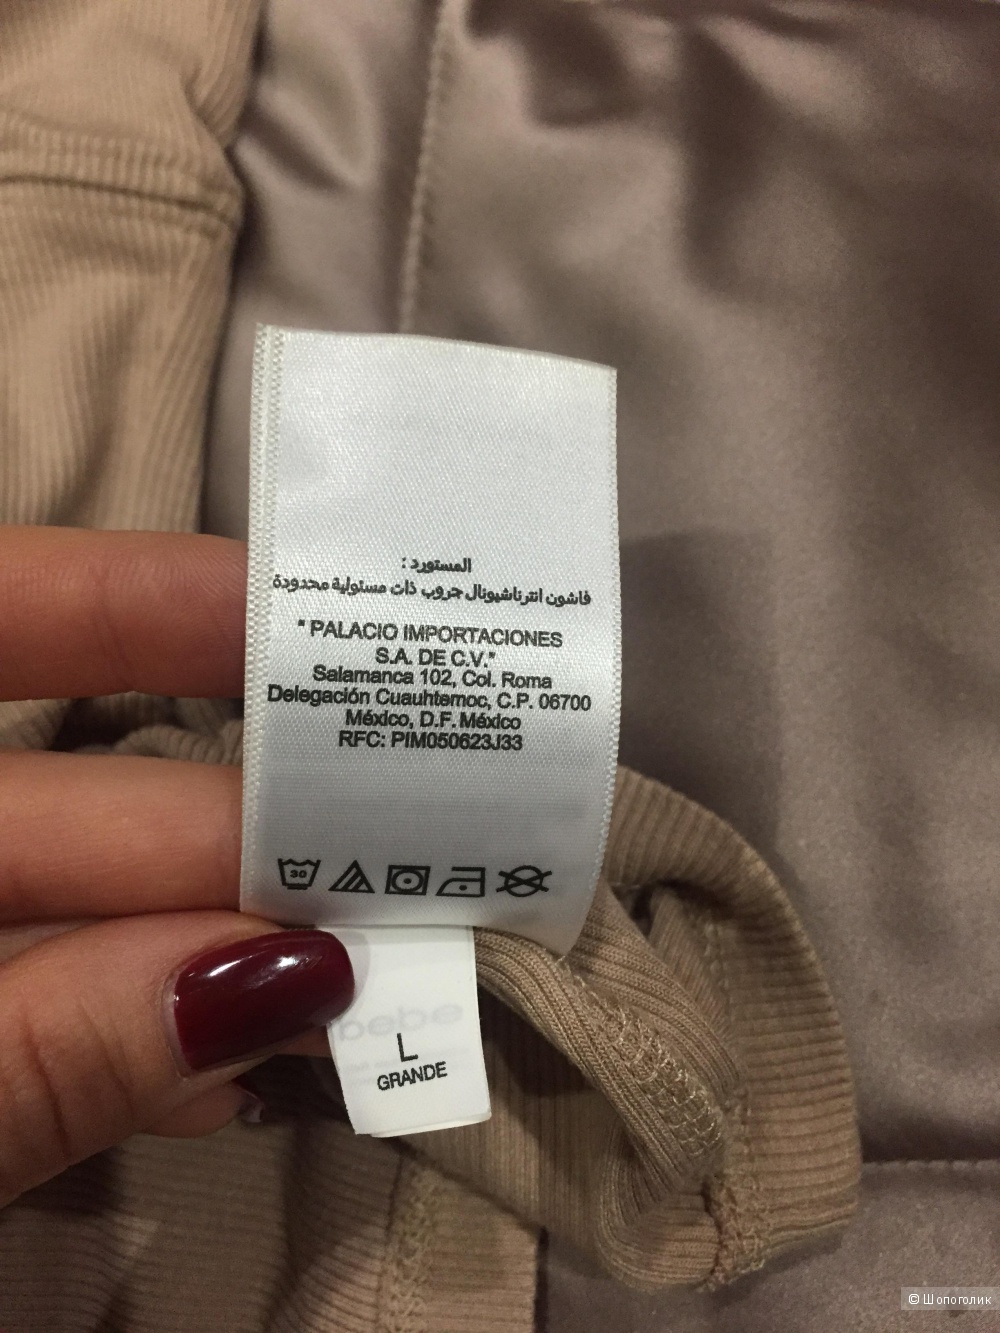 المستورد :
فاشون انترناشيونال جروب ذات مسئولية محدودة
" PALACIO IMPORTACIONES
S.A. DE C.V."
Salamanca 102, Col. Roma
Delegación Cuauhtemoc, C.P. 06700
México, D.F. México
RFC: PIM050623J33
30
L
GRANDE
© Шопоголик